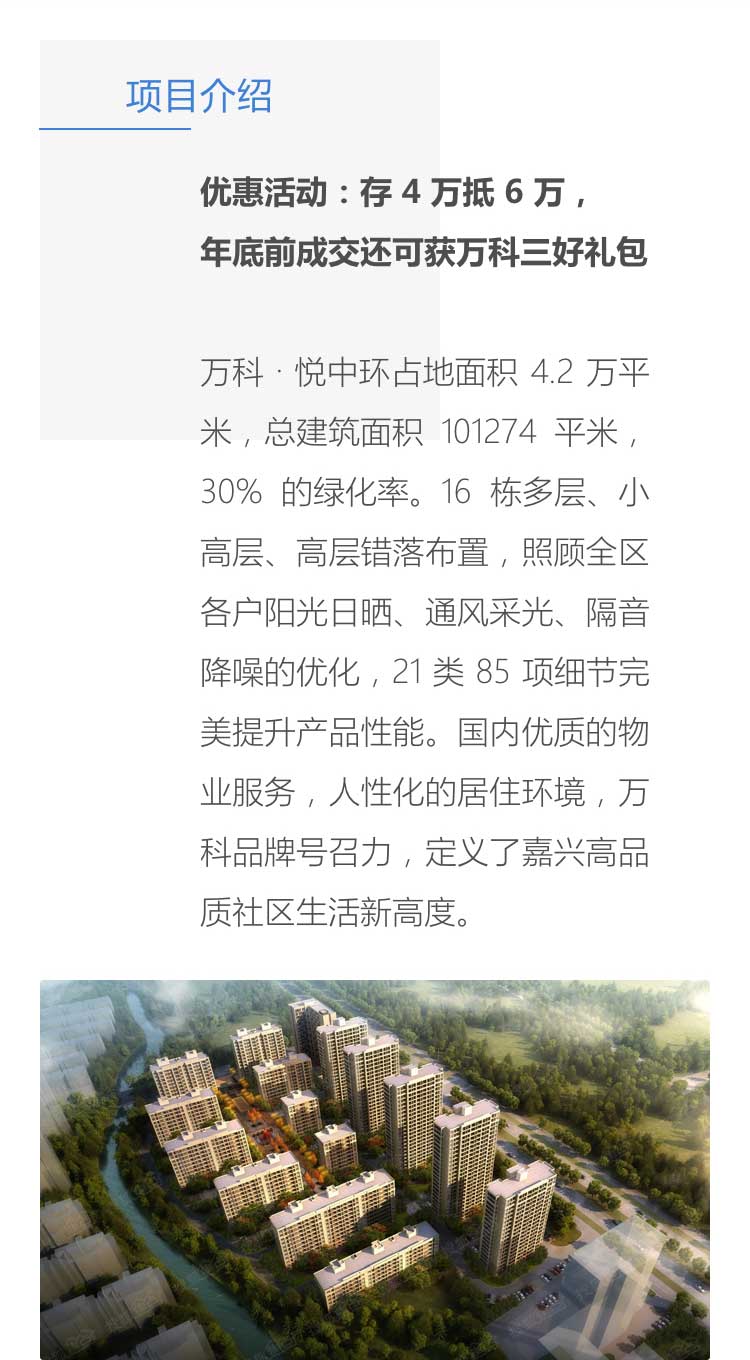 项目介绍
优惠活动：存 4 万抵 6 万，
年底前成交还可获万科三好礼包
万科 · 悦中环占地面积 4.2 万平
米，总建筑面积 101274 平米，
30% 的绿化率。16 栋多层、小
高层、高层错落布置，照顾全区
各户阳光日晒、通风采光、隔音
降噪的优化，21 类 85 项细节完
美提升产品性能。国内优质的物
业服务，人性化的居住环境，万
科品牌号召力，定义了嘉兴高品
质社区生活新高度。